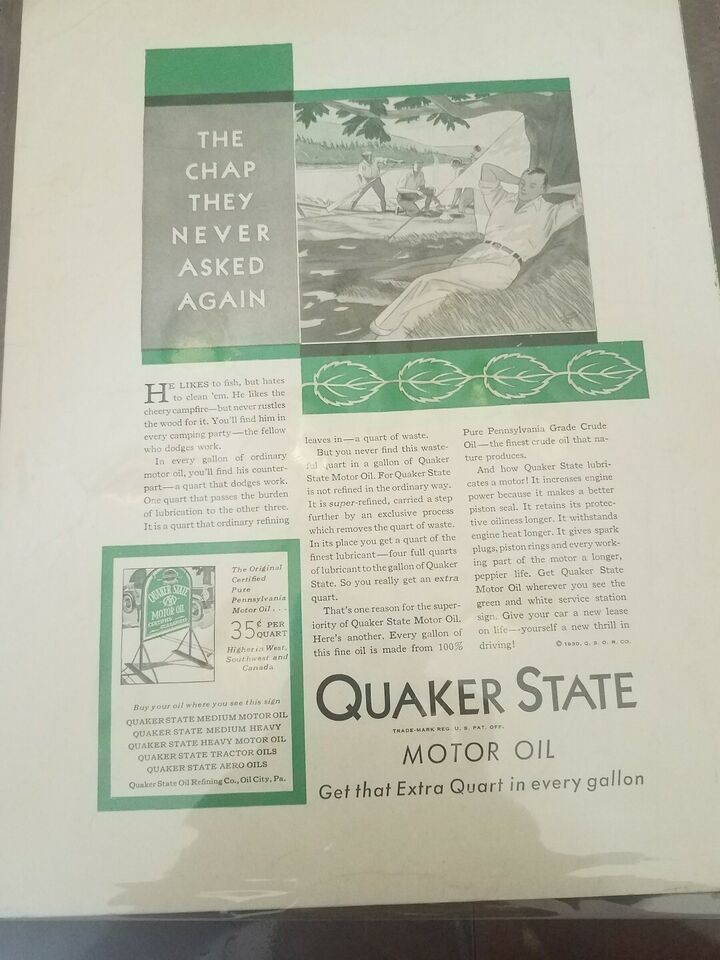 THE
CHAP
THEY
NEVER
ASKED
AGAIN
HE LIKES to fish, but hates
to clean 'em. He likes the
cheery campfire—but never rustles
the wood for it. You'll find him in
every camping party—the fellow
who dodges work.
In every gallon of ordinary
motor oil, you'll find his counter-
part—a quart that dodges work.
One quart that passes the burden
of lubrication to the other three.
It is a quart that ordinary refining
leaves in—a quart of waste.
But you never find this waste-
ful quart in a gallon of Quaker
State Motor Oil. For Quaker State
is not refined in the ordinary way.
It is super-refined, carried a step
further by an exclusive process
which removes the quart of waste.
In its place you get a quart of the
finest lubricant—four full quarts
of lubricant to the gallon of Quaker
State. So you really get an extra
quart.
That's one reason for the super-
iority of Quaker State Motor Oil.
Here's another. Every gallon of
this fine oil is made from 100%
Pure Pennsylvania Grade Crude
Oil—the finest crude oil that na-
ture produces.
And how Quaker State lubri-
cates a motor! It increases engine
power because it makes a better
piston seal. It retains its protec-
tive oiliness longer. It withstands
engine heat longer. It gives spark
plugs, piston rings and every work-
ing part of the motor a longer,
peppier life. Get Quaker State
Motor Oil wherever you see the
green and white service station
sign. Give your car a new lease
on life—yourself a new thrill in
driving!
© 1930, Q. S. O. R. CO.
QUAKER STATE
MOTOR OIL
CERTIFIED
GUARANTEED
The Original
Certified
Pure
Pennsylvania
Motor Oil . . .
35¢ PER
QUART
Higher in West,
Southwest and
Canada
Buy your oil where you see this sign
QUAKER STATE MEDIUM MOTOR OIL
QUAKER STATE MEDIUM HEAVY
QUAKER STATE HEAVY MOTOR OIL
QUAKER STATE TRACTOR OILS
QUAKER STATE AERO OILS
Quaker State Oil Refining Co., Oil City, Pa.
QUAKER STATE
TRADE-MARK REG. U. S. PAT. OFF.
MOTOR OIL
Get that Extra Quart in every gallon